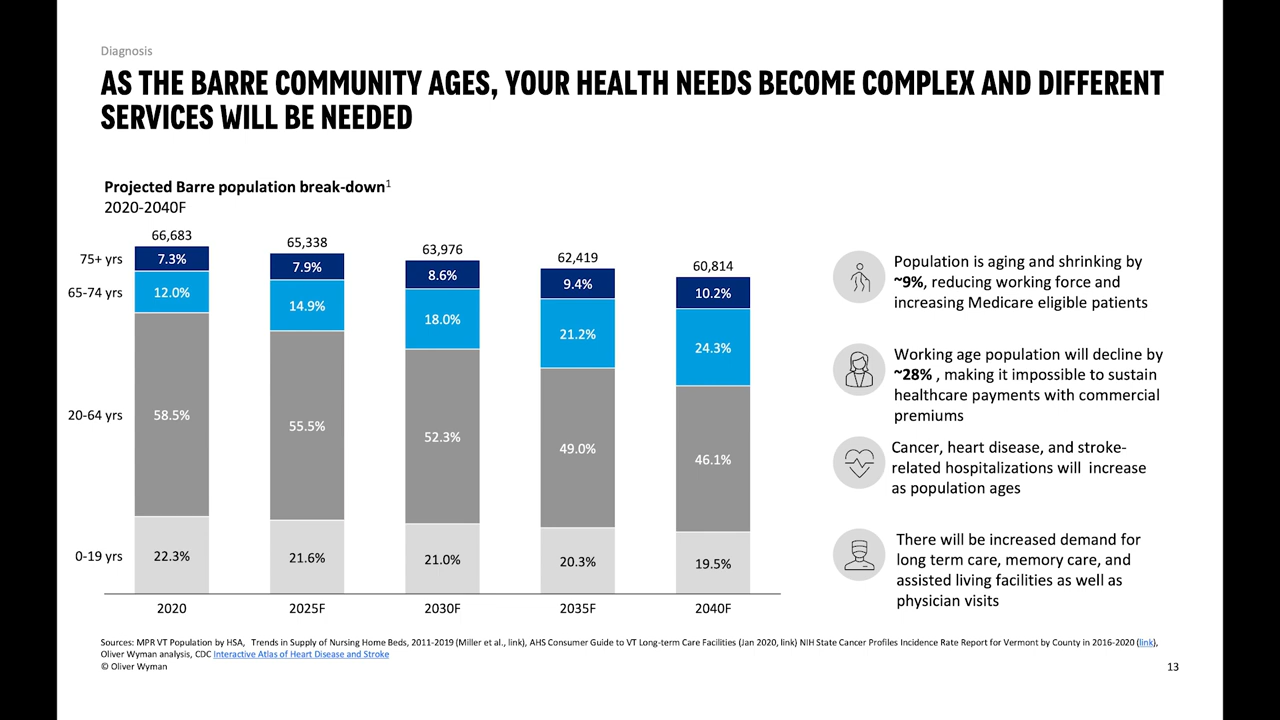 Diagnosis
AS THE BARRE COMMUNITY AGES, YOUR HEALTH NEEDS BECOME COMPLEX AND DIFFERENT
SERVICES WILL BE NEEDED
Projected Barre population break-down1
2020-2040F
66,683
65,338
63,976
62,419
60,814
75+ yrs
7.3%
7.9%
8.6%
9.4%
10.2%
65-74 yrs
12.0%
14.9%
18.0%
21.2%
24.3%
20-64 yrs
58.5%
55.5%
52.3%
49.0%
46.1%
0-19 yrs
22.3%
21.6%
21.0%
20.3%
19.5%
2020
2025F
2030F
2035F
2040F
Population is aging and shrinking by
~9%, reducing working force and
increasing Medicare eligible patients
Working age population will decline by
~28% , making it impossible to sustain
healthcare payments with commercial
premiums
Cancer, heart disease, and stroke-
related hospitalizations will increase
as population ages
There will be increased demand for
long term care, memory care, and
assisted living facilities as well as
physician visits
Sources: MPR VT Population by HSA, Trends in Supply of Nursing Home Beds, 2011-2019 (Miller et al., link), AHS Consumer Guide to VT Long-term Care Facilities (Jan 2020, link) NIH State Cancer Profiles Incidence Rate Report for Vermont by County in 2016-2020 (link),
Oliver Wyman analysis, CDC Interactive Atlas of Heart Disease and Stroke
© Oliver Wyman
13